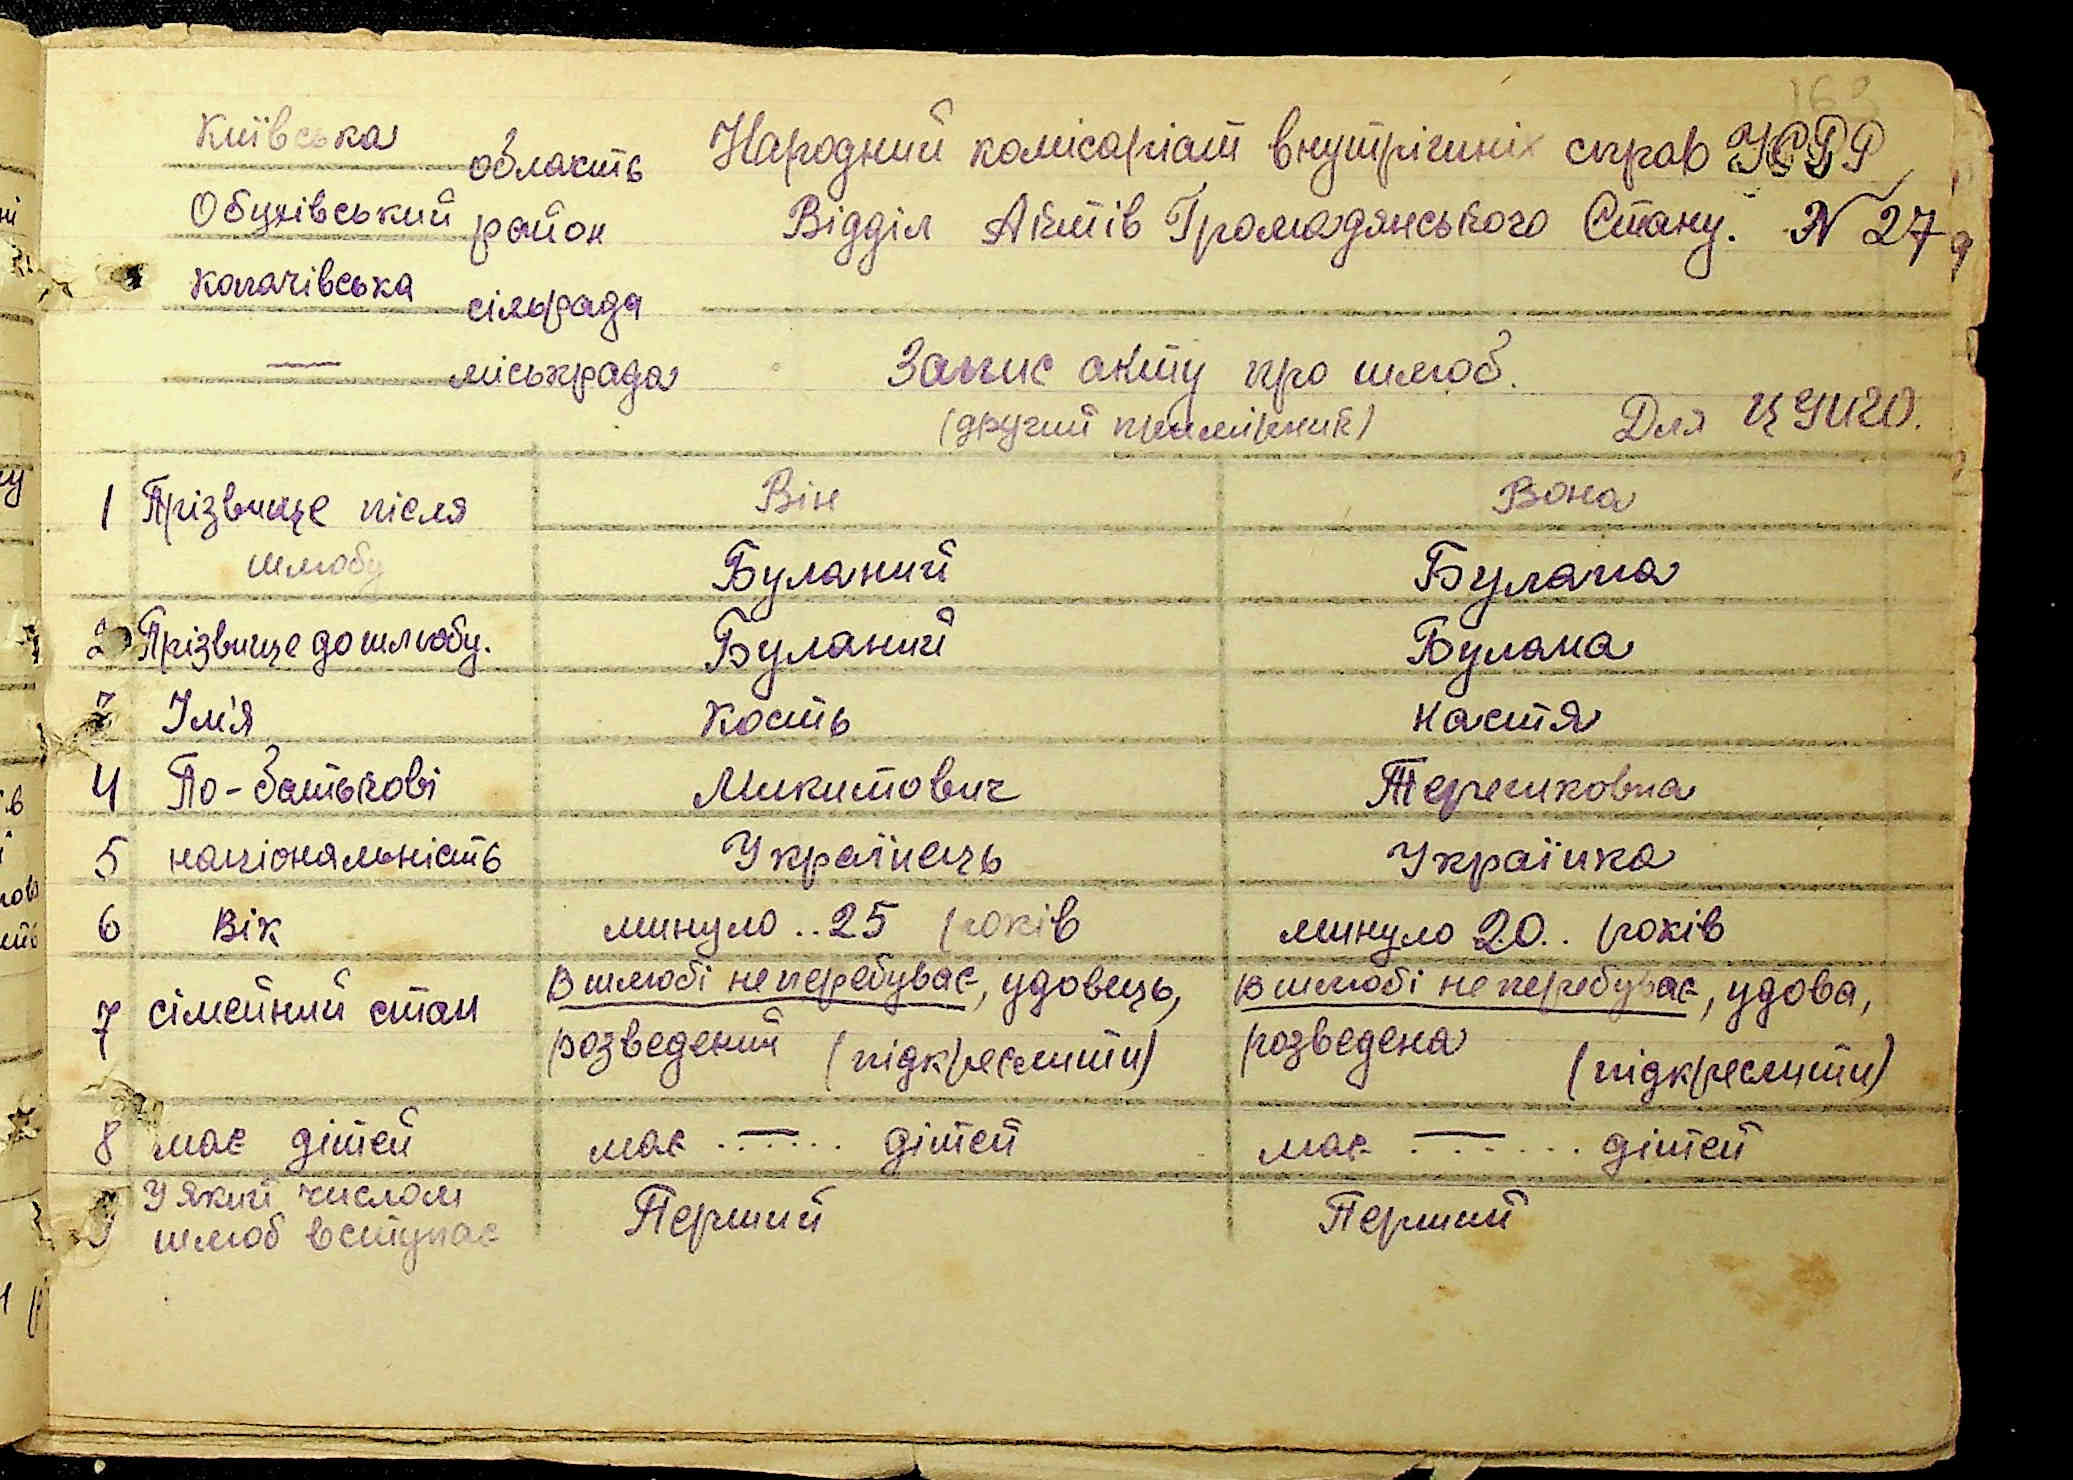 163
Київська область Народний комісаріат внутрішніх справ УСРР
Обухівський район Відділ Актів Громадянського Стану. N 27
Копачівська сільрада
— міськрада Запис акту про шлюб.
(другий примірник) Для ЦУНГО.
Він Вона
1 Прізвище після
шлюбу Буланий Булана
2 Прізвище до шлюбу. Буланий Булана
3 Ім'я Кость Настя
4 По-батькові Микитович Терешковна
5 національність Українець Українка
6 Вік минуло .. 25 років минуло 20.. років
7 сімейний стан В шлюбі не перебуває, удовець, в шлюбі не перебуває, удова,
розведений (підкреслити) розведена (підкреслити)
8 має дітей має — дітей має — дітей
9 У який числом
шлюб вступає Перший Перший